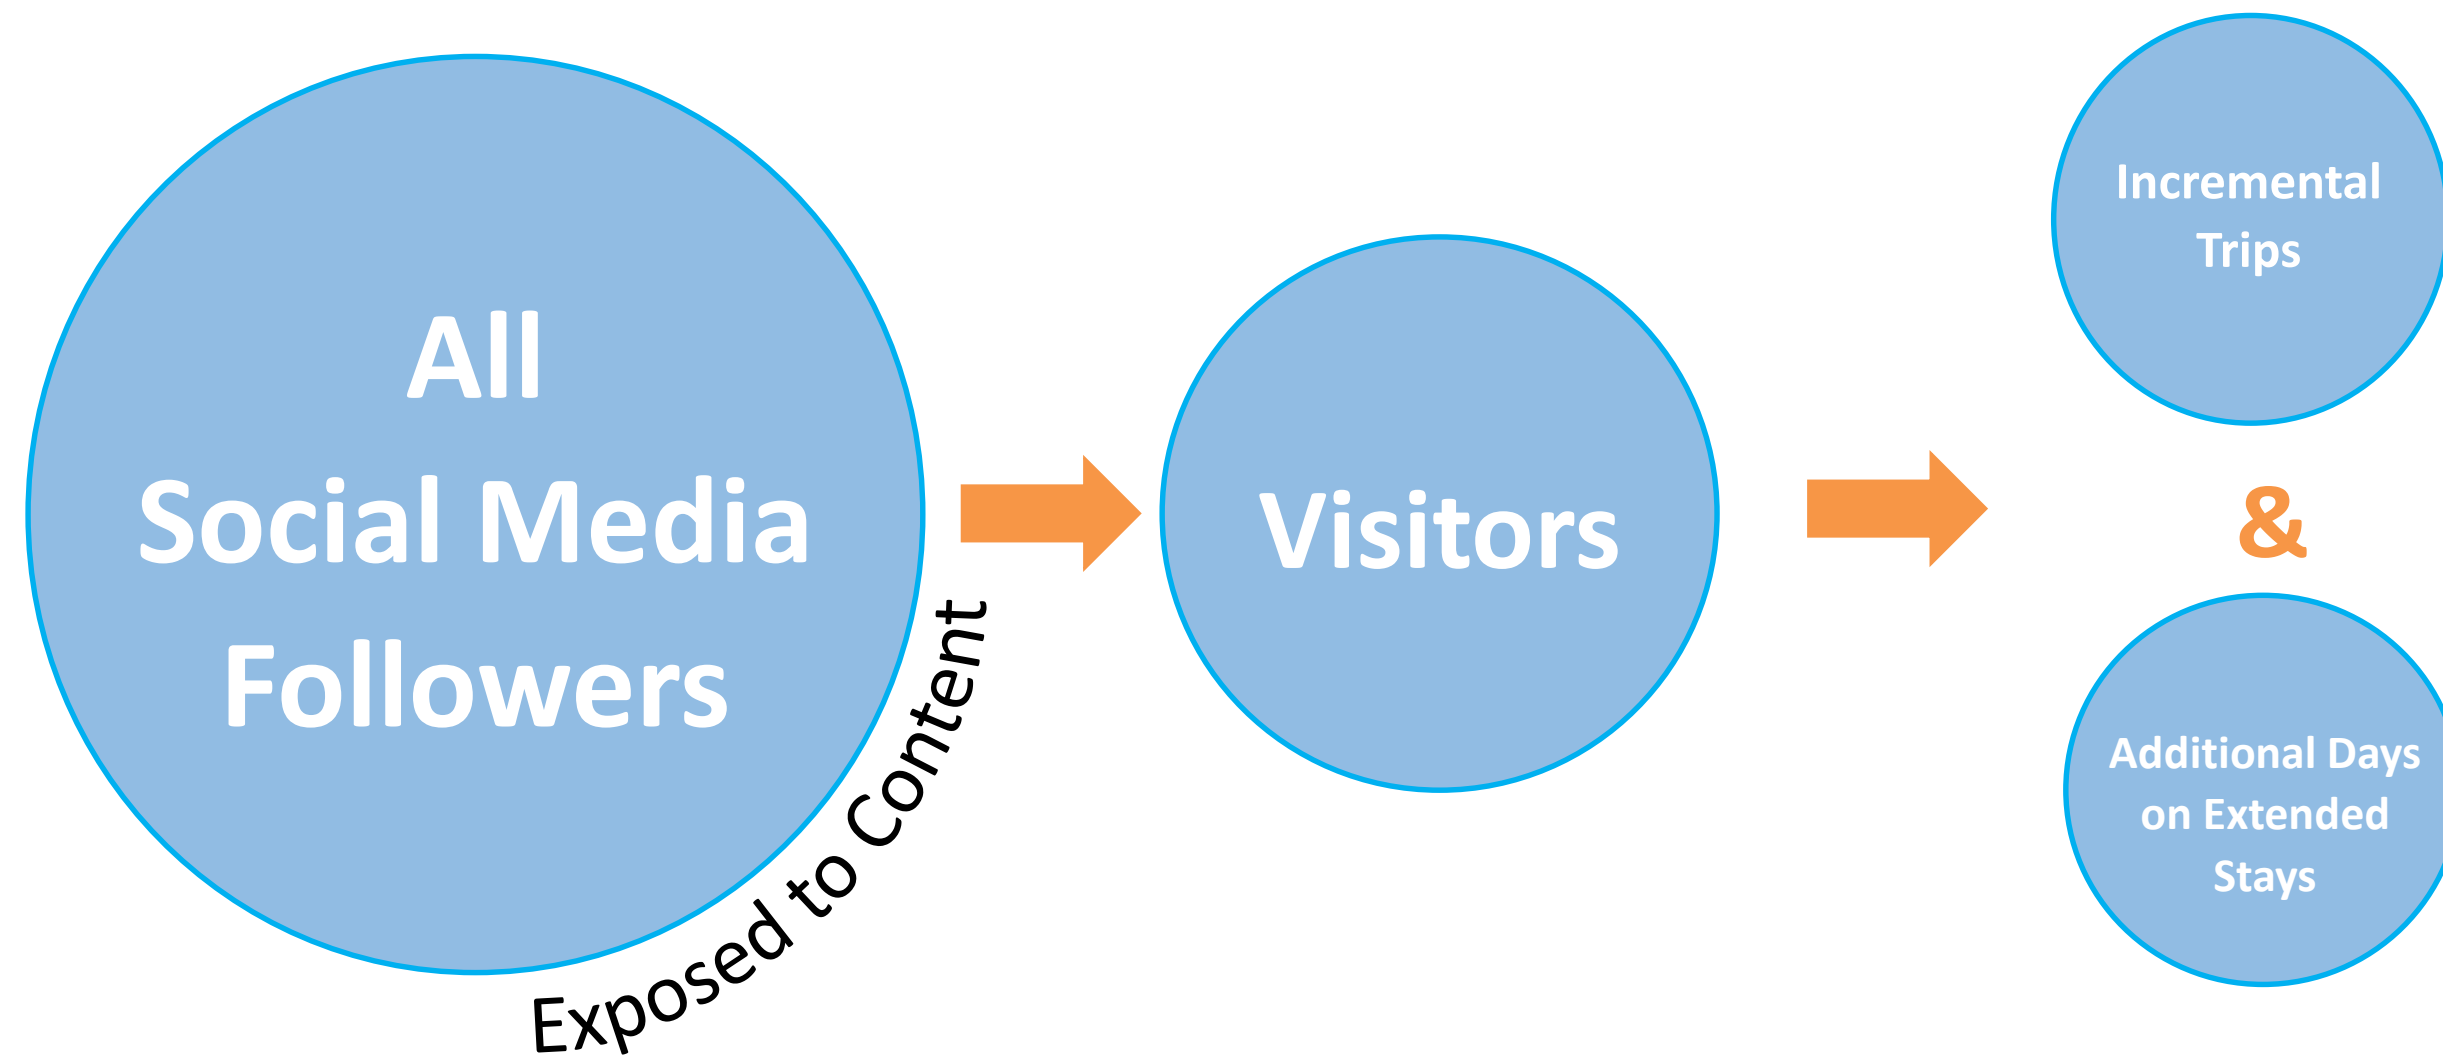 All
Social Media
Followers
Exposed to Content
Visitors
Incremental
Trips
&
Additional Days
on Extended
Stays